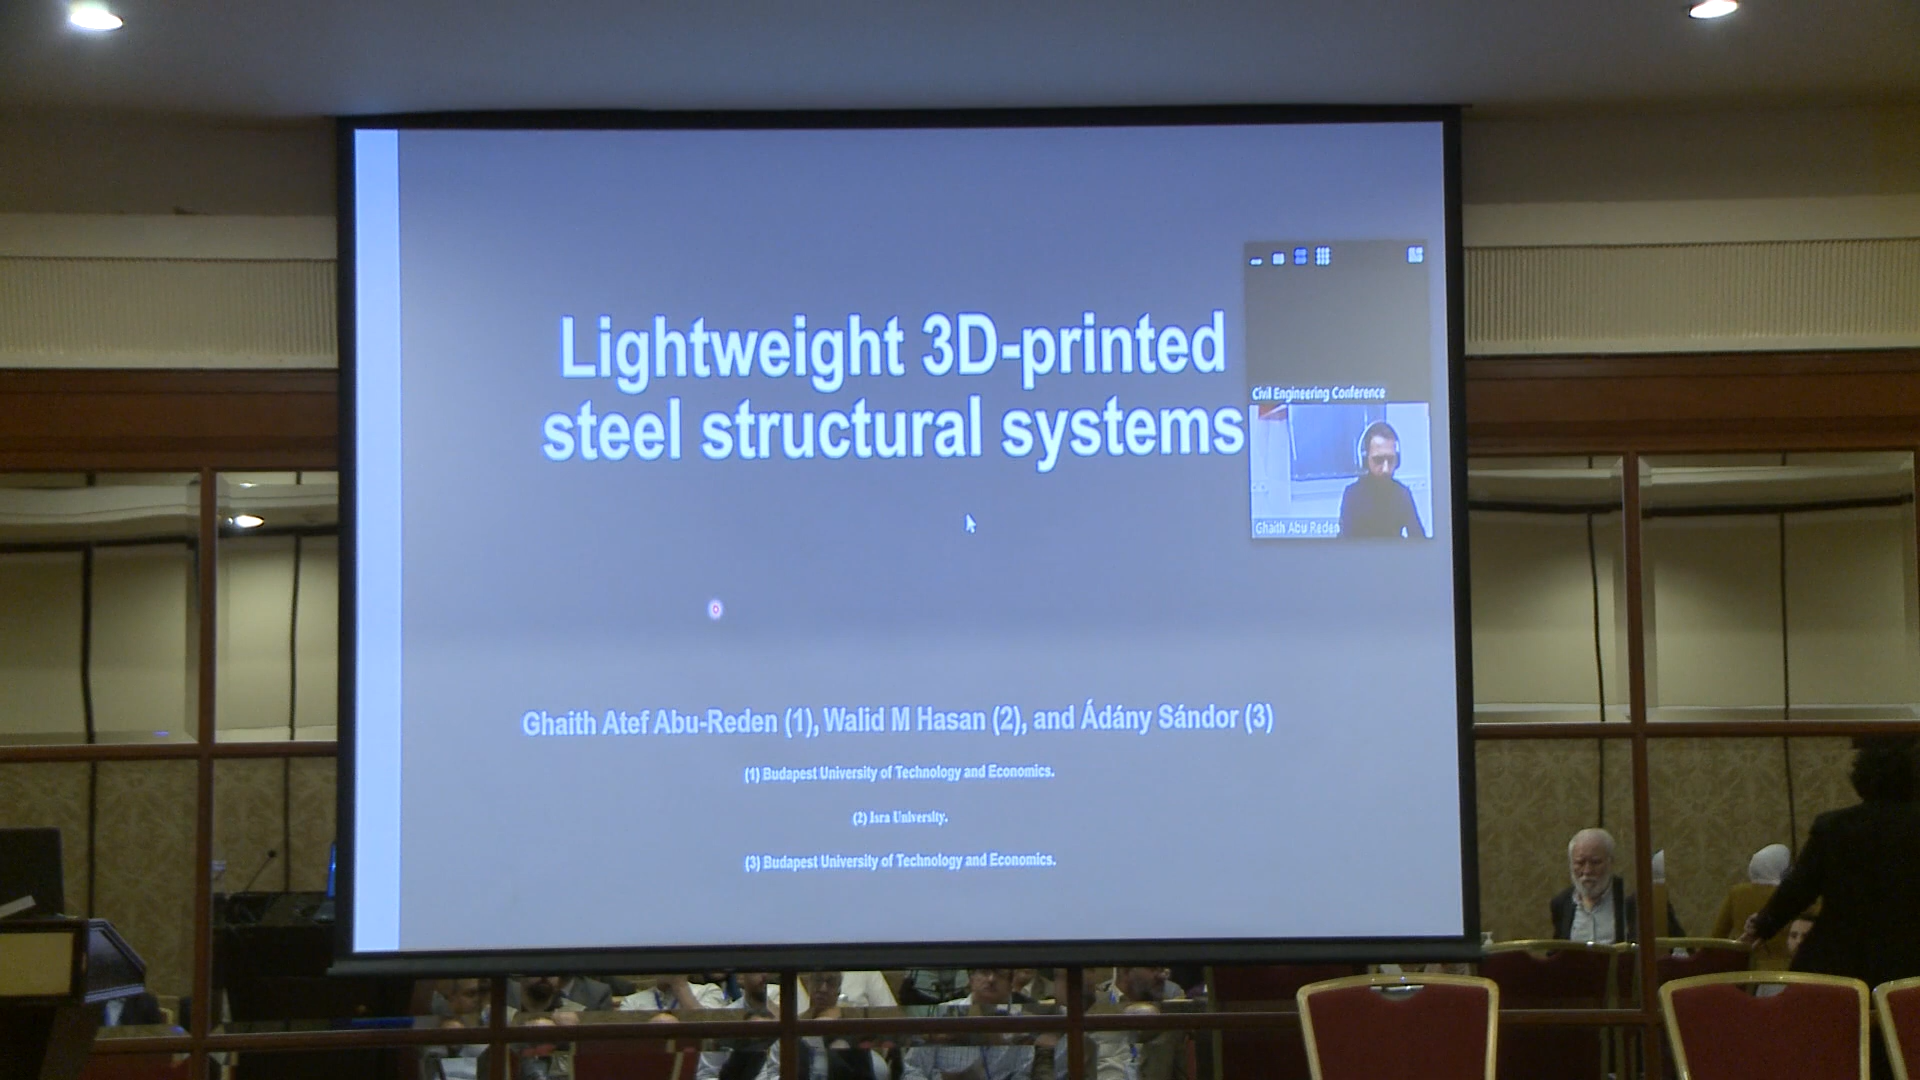 Lightweight 3D-printed
steel structural systems
Civil Engineering Conference
Ghaith Abu Reden
Ghaith Atef Abu-Reden (1), Walid M Hasan (2), and Ádány Sándor (3)
(1) Budapest University of Technology and Economics.
(2) Isra University.
(3) Budapest University of Technology and Economics.